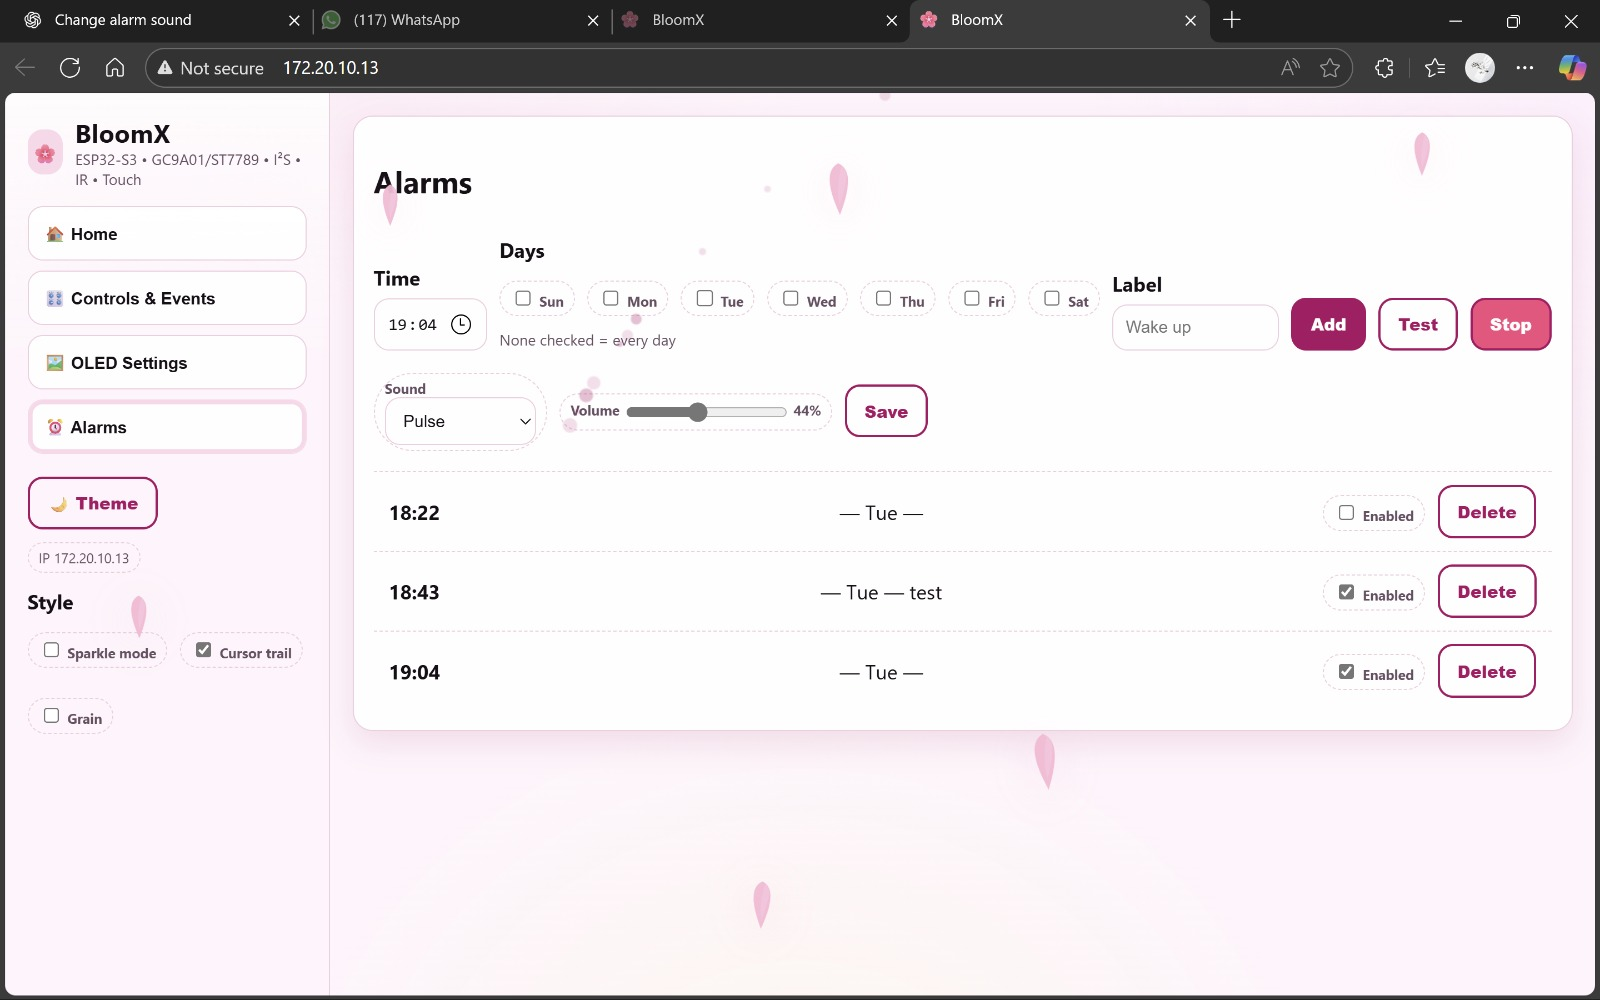 Change alarm sound
(117) WhatsApp
BloomX
BloomX
Not secure
172.20.10.13
BloomX
ESP32-S3 • GC9A01/ST7789 • I²S •
IR • Touch
Home
Controls & Events
OLED Settings
Alarms
Theme
IP 172.20.10.13
Style
Sparkle mode
Cursor trail
Grain
Alarms
Time
19:04
Days
Sun
Mon
Tue
Wed
Thu
Fri
Sat
None checked = every day
Label
Wake up
Add
Test
Stop
Sound
Pulse
Volume
44%
Save
18:22
— Tue —
Enabled
Delete
18:43
— Tue — test
Enabled
Delete
19:04
— Tue —
Enabled
Delete